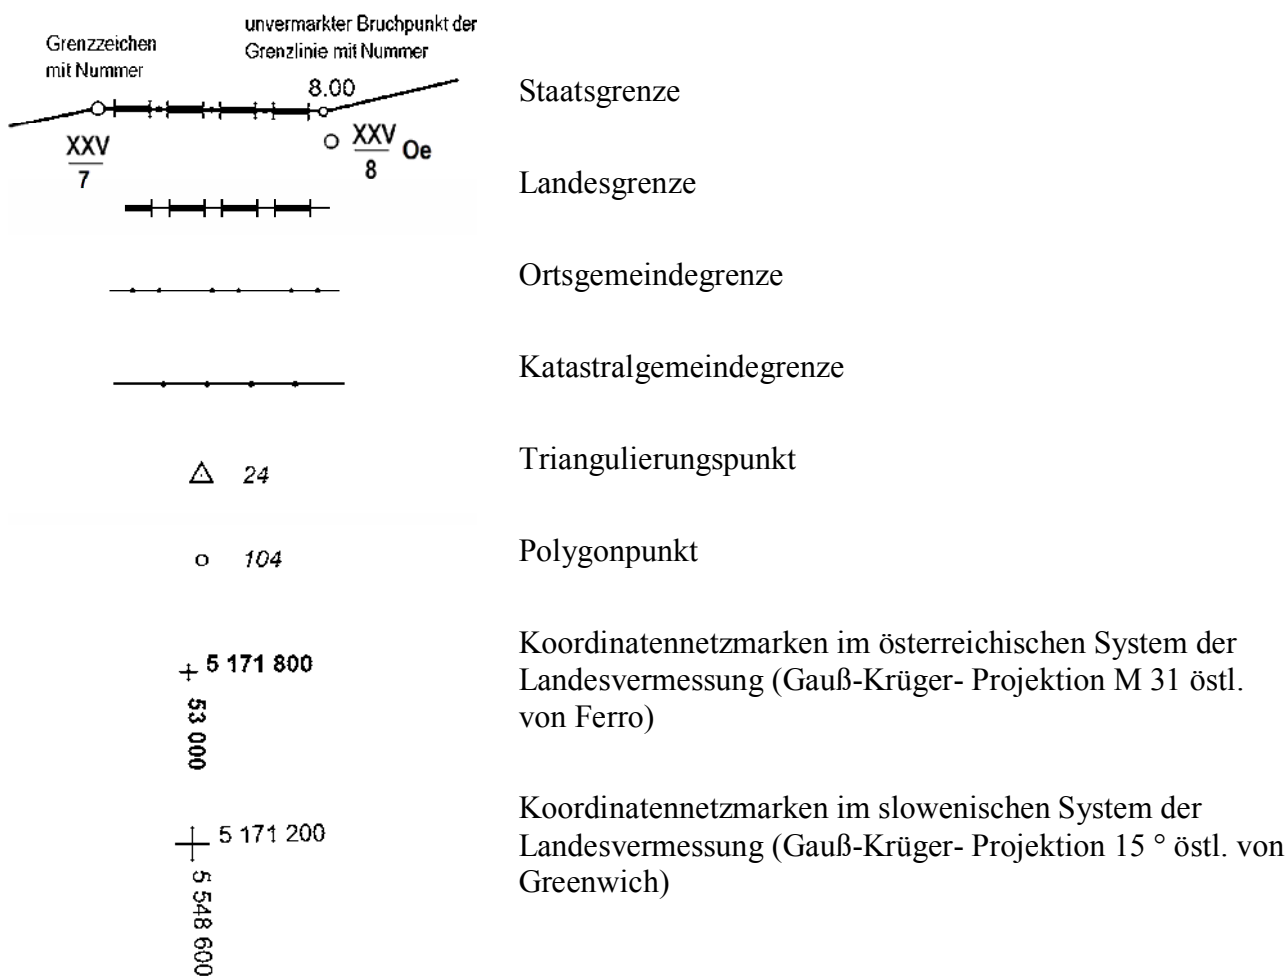 unvermarkter Bruchpunkt der
Grenzlinie mit Nummer
Grenzzeichen
mit Nummer
8.00
XXV
7
XXV
8
Oe
Staatsgrenze
Landesgrenze
Ortsgemeindegrenze
Katastralgemeindegrenze
24
Triangulierungspunkt
104
Polygonpunkt
5 171 800
53 000
Koordinatennetzmarken im österreichischen System der
Landesvermessung (Gauß-Krüger- Projektion M 31 östl.
von Ferro)
5 171 200
5 548 600
Koordinatennetzmarken im slowenischen System der
Landesvermessung (Gauß-Krüger- Projektion 15 ° östl. von
Greenwich)